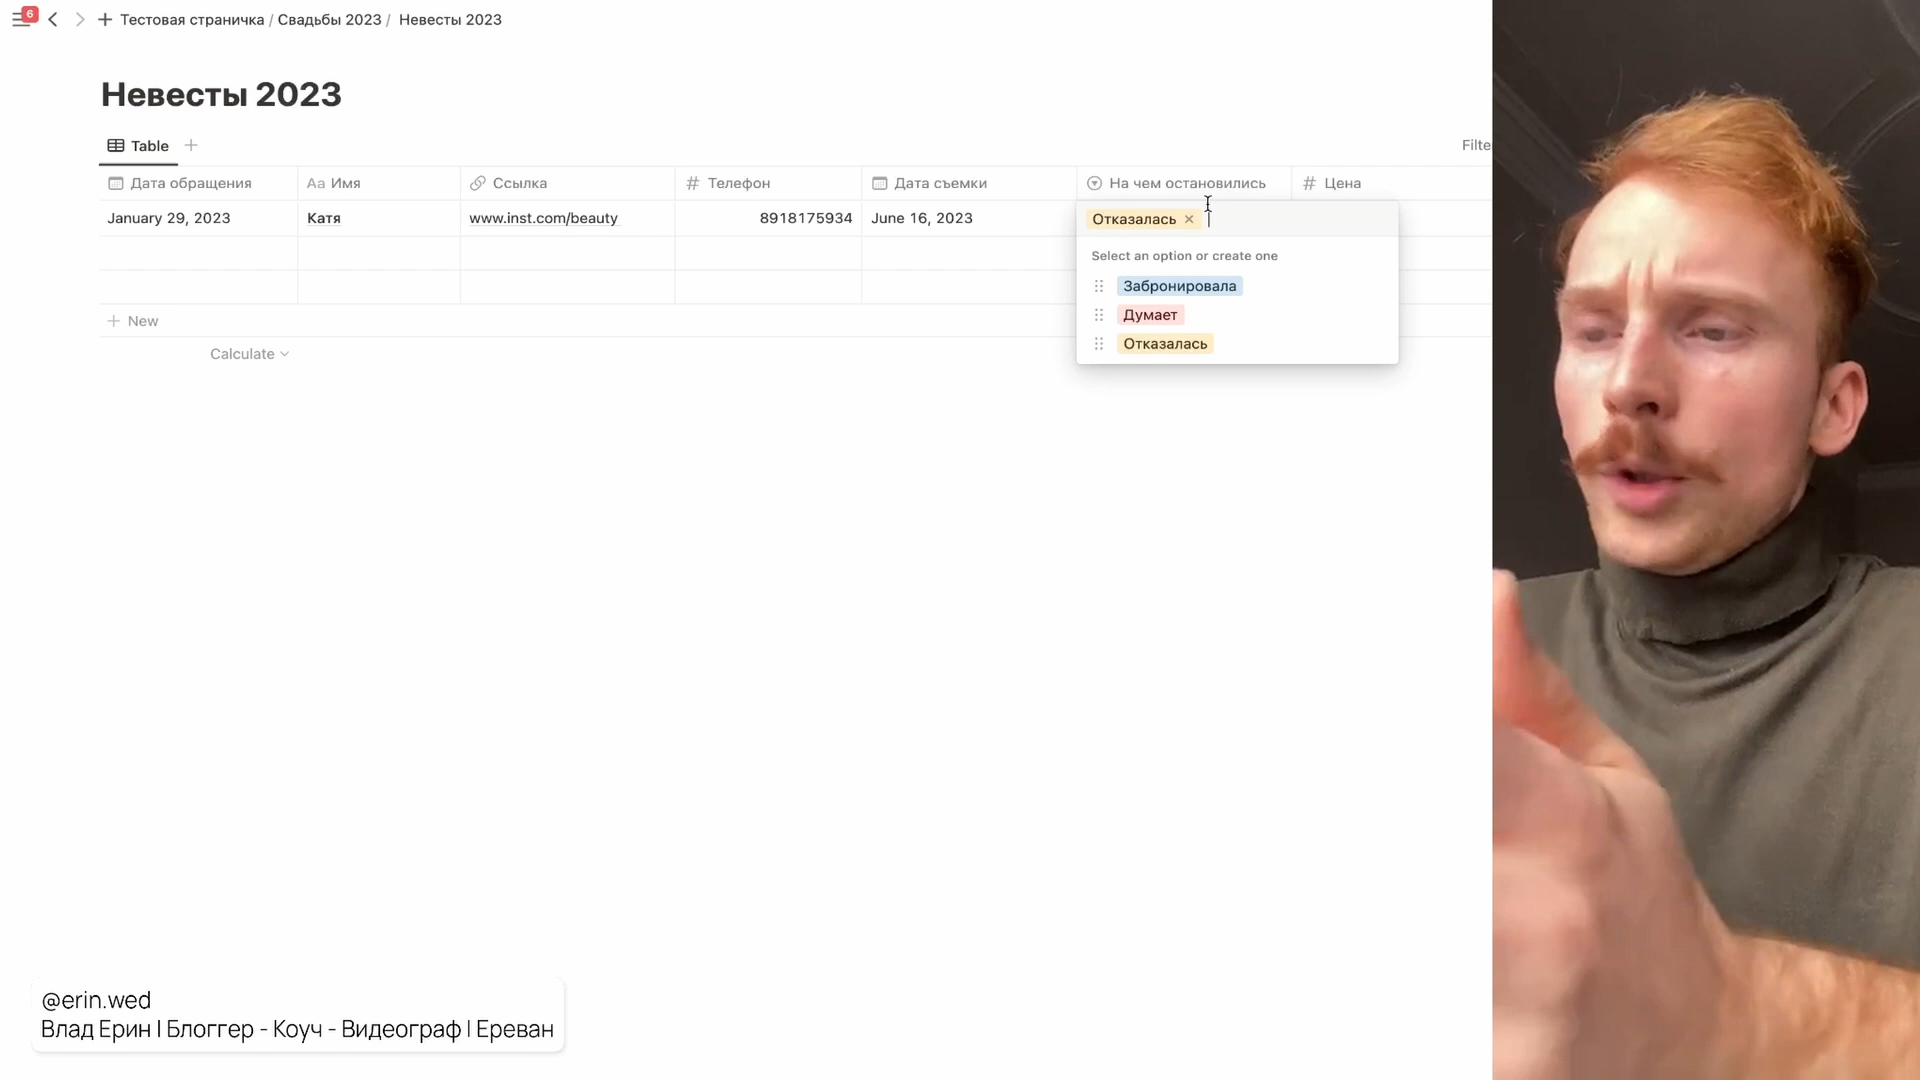 6
Тестовая страничка / Свадьбы 2023 / Невесты 2023
Невесты 2023
Table
Filte
Дата обращения Aa Имя Ссылка # Телефон Дата съемки На чем остановились # Цена
January 29, 2023 Катя www.inst.com/beauty 8918175934 June 16, 2023 Отказалась ×
Select an option or create one
Забронировала
Думает
Отказалась
+ New
Calculate
@erin.wed
Влад Ерин | Блоггер - Коуч - Видеограф | Ереван